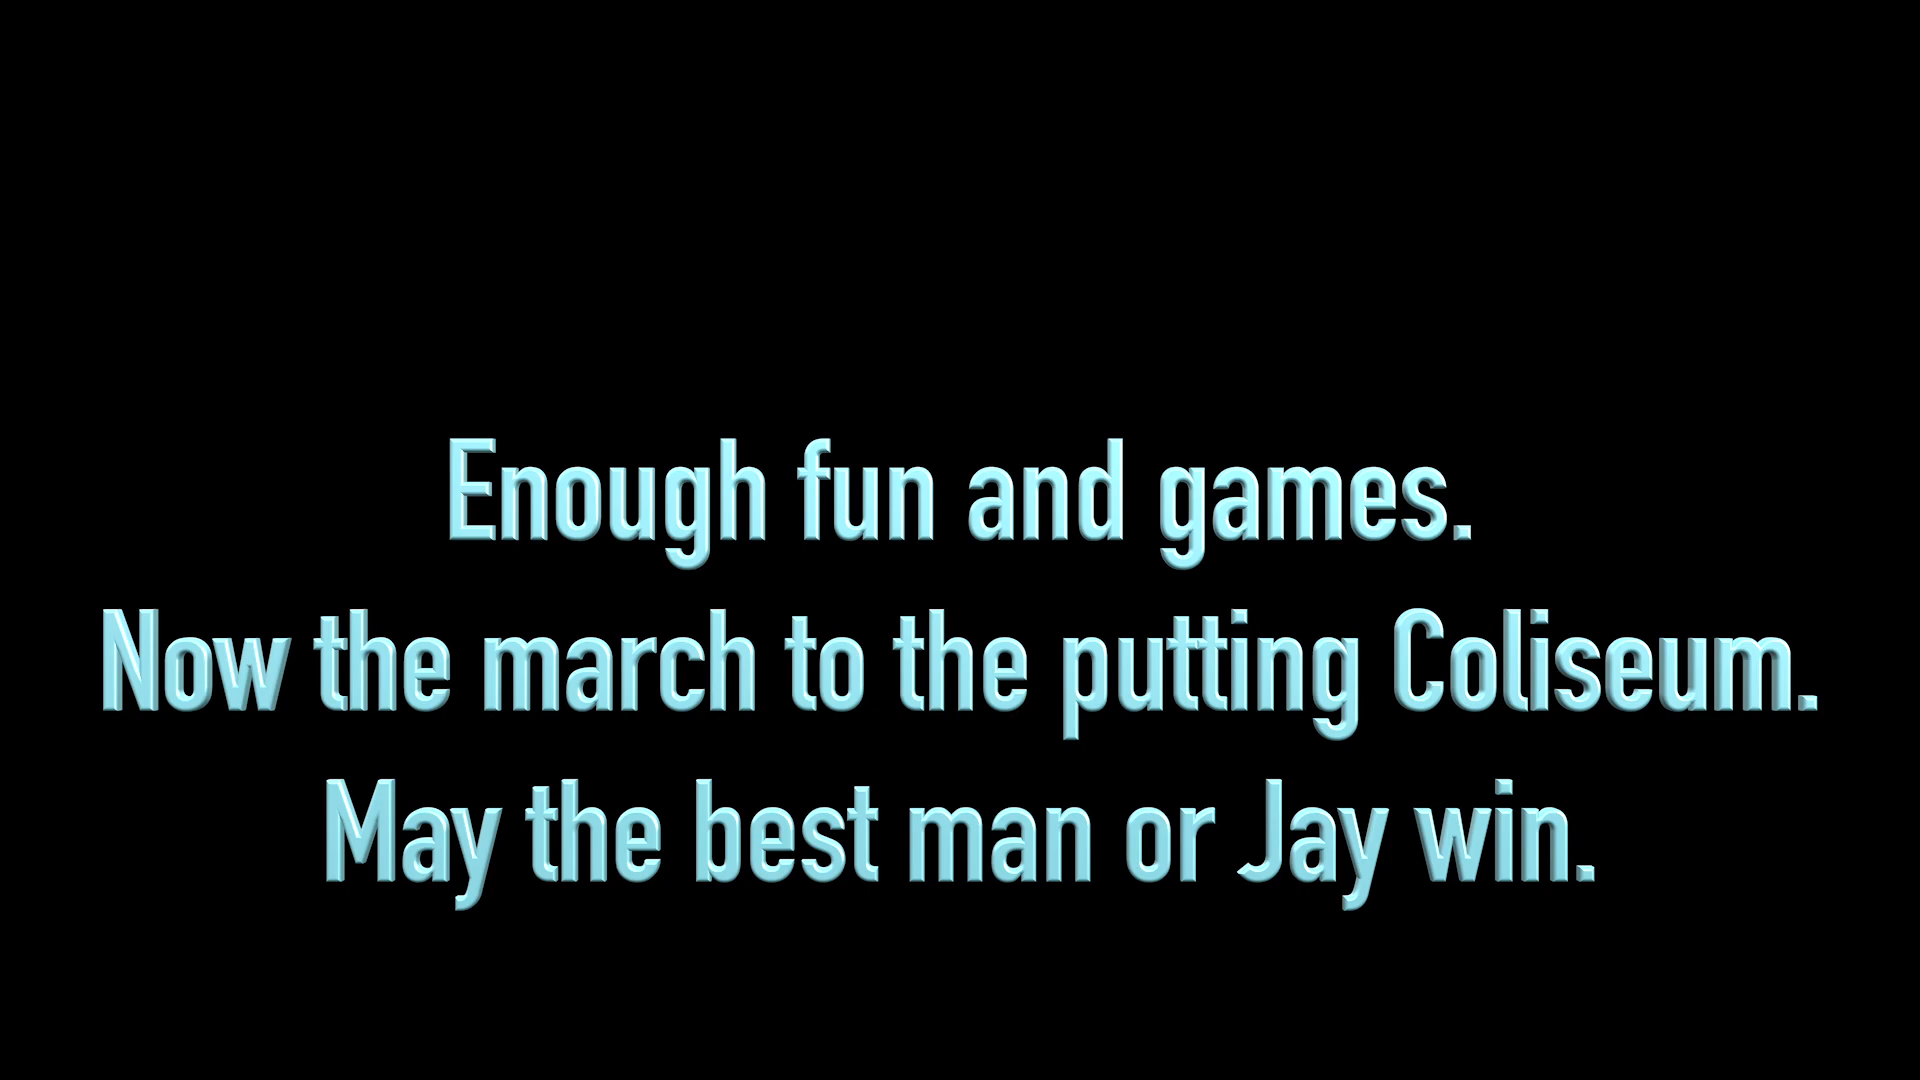 Enough fun and games.
Now the march to the putting Coliseum.
May the best man or Jay win.